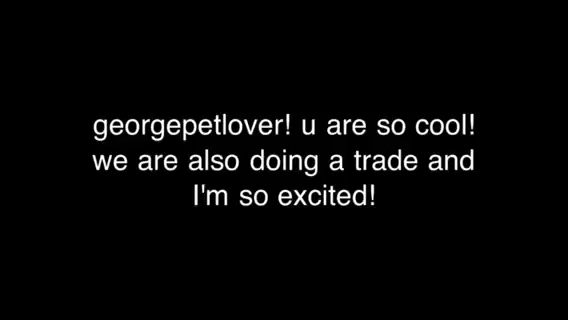 georgepetlover! u are so cool!
we are also doing a trade and
I'm so excited!